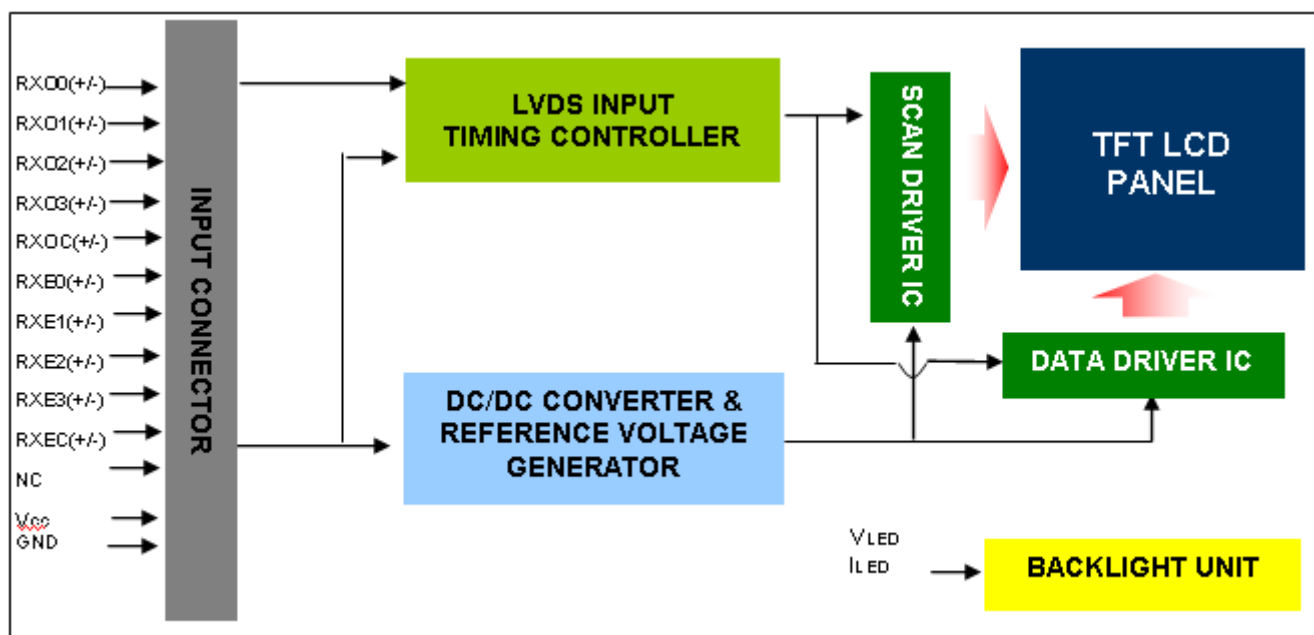 RXO0(+/-)
RXO1(+/-)
RXO2(+/-)
RXO3(+/-)
RXOC(+/-)
RXE0(+/-)
RXE1(+/-)
RXE2(+/-)
RXE3(+/-)
RXEC(+/-)
NC
Vcc
GND
INPUT CONNECTOR
LVDS INPUT
TIMING CONTROLLER
DC/DC CONVERTER &
REFERENCE VOLTAGE
GENERATOR
SCAN DRIVER IC
TFT LCD
PANEL
DATA DRIVER IC
VLED
ILED
BACKLIGHT UNIT